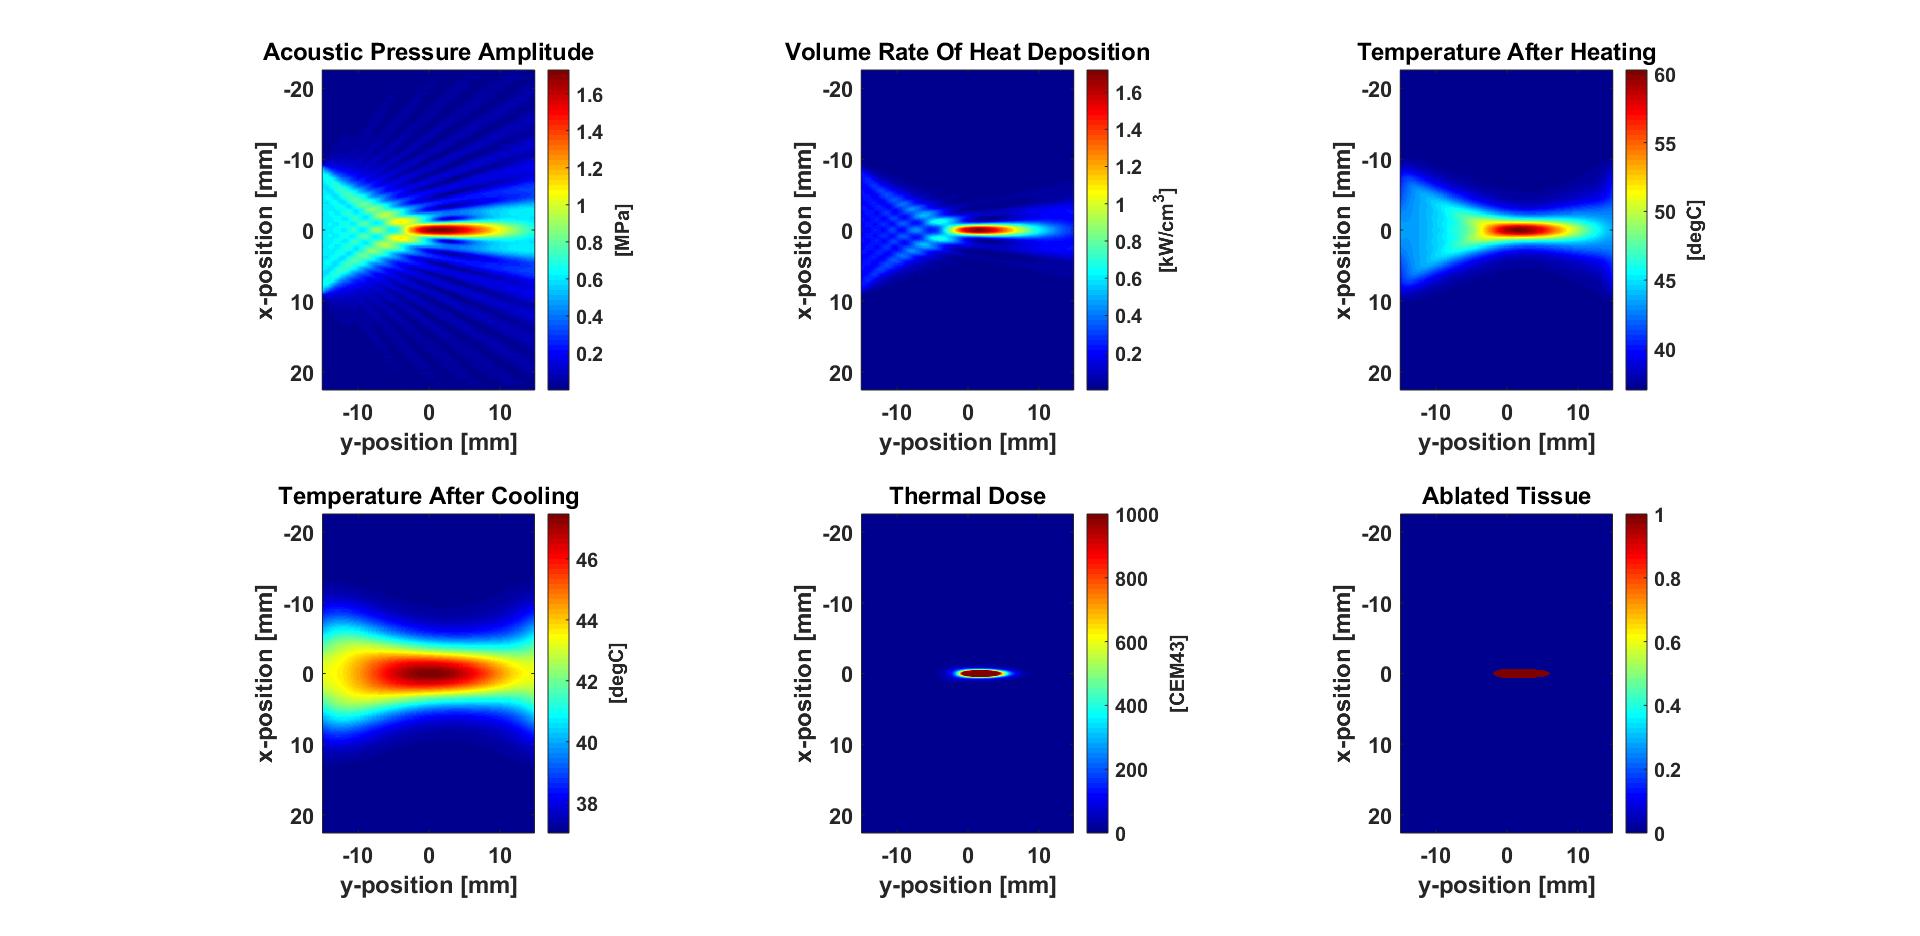 Acoustic Pressure Amplitude
-20
-10
0
10
20
x-position [mm]
-10 0 10
y-position [mm]
1.6
1.4
1.2
1
0.8
0.6
0.4
0.2
[MPa]
Volume Rate Of Heat Deposition
-20
-10
0
10
20
x-position [mm]
-10 0 10
y-position [mm]
1.6
1.4
1.2
1
0.8
0.6
0.4
0.2
[kW/cm³]
Temperature After Heating
-20
-10
0
10
20
x-position [mm]
-10 0 10
y-position [mm]
60
55
50
45
40
[degC]
Temperature After Cooling
-20
-10
0
10
20
x-position [mm]
-10 0 10
y-position [mm]
46
44
42
40
38
[degC]
Thermal Dose
-20
-10
0
10
20
x-position [mm]
-10 0 10
y-position [mm]
1000
800
600
400
200
0
[CEM43]
Ablated Tissue
-20
-10
0
10
20
x-position [mm]
-10 0 10
y-position [mm]
1
0.8
0.6
0.4
0.2
0